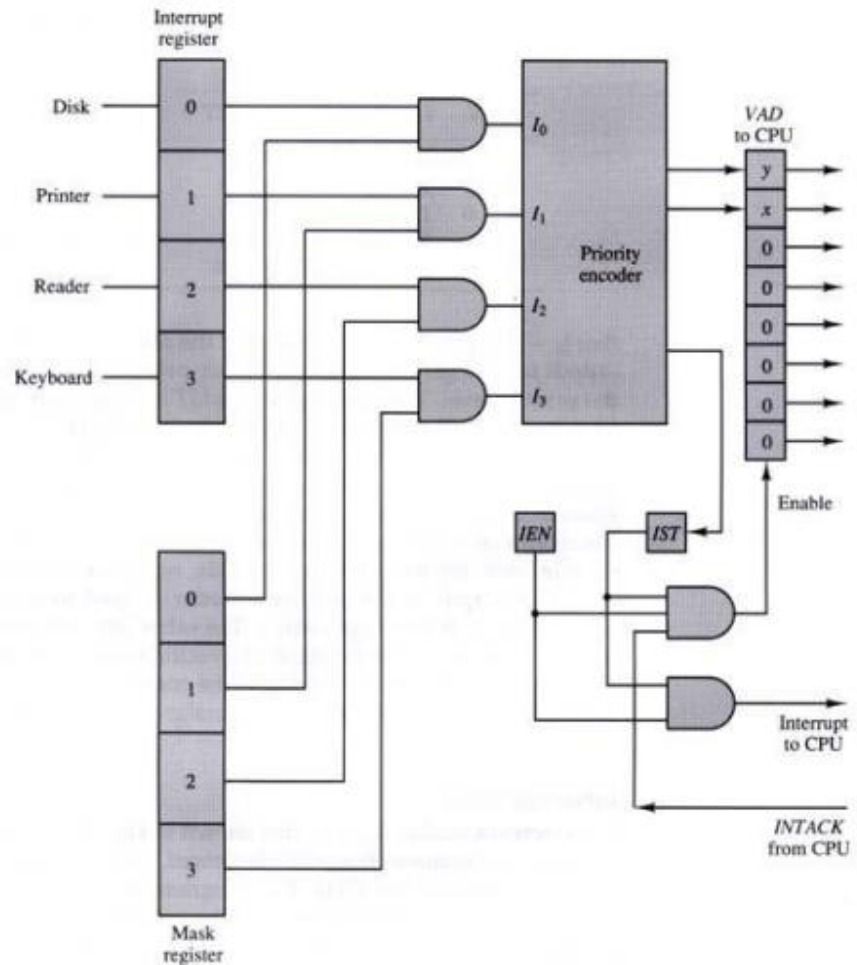 Interrupt
register
Disk
0
Printer
1
Reader
2
Keyboard
3
I0
I1
I2
I3
Priority
encoder
VAD
to CPU
y
x
0
0
0
0
0
0
Enable
IEN
IST
Interrupt
to CPU
INTACK
from CPU
0
1
2
3
Mask
register